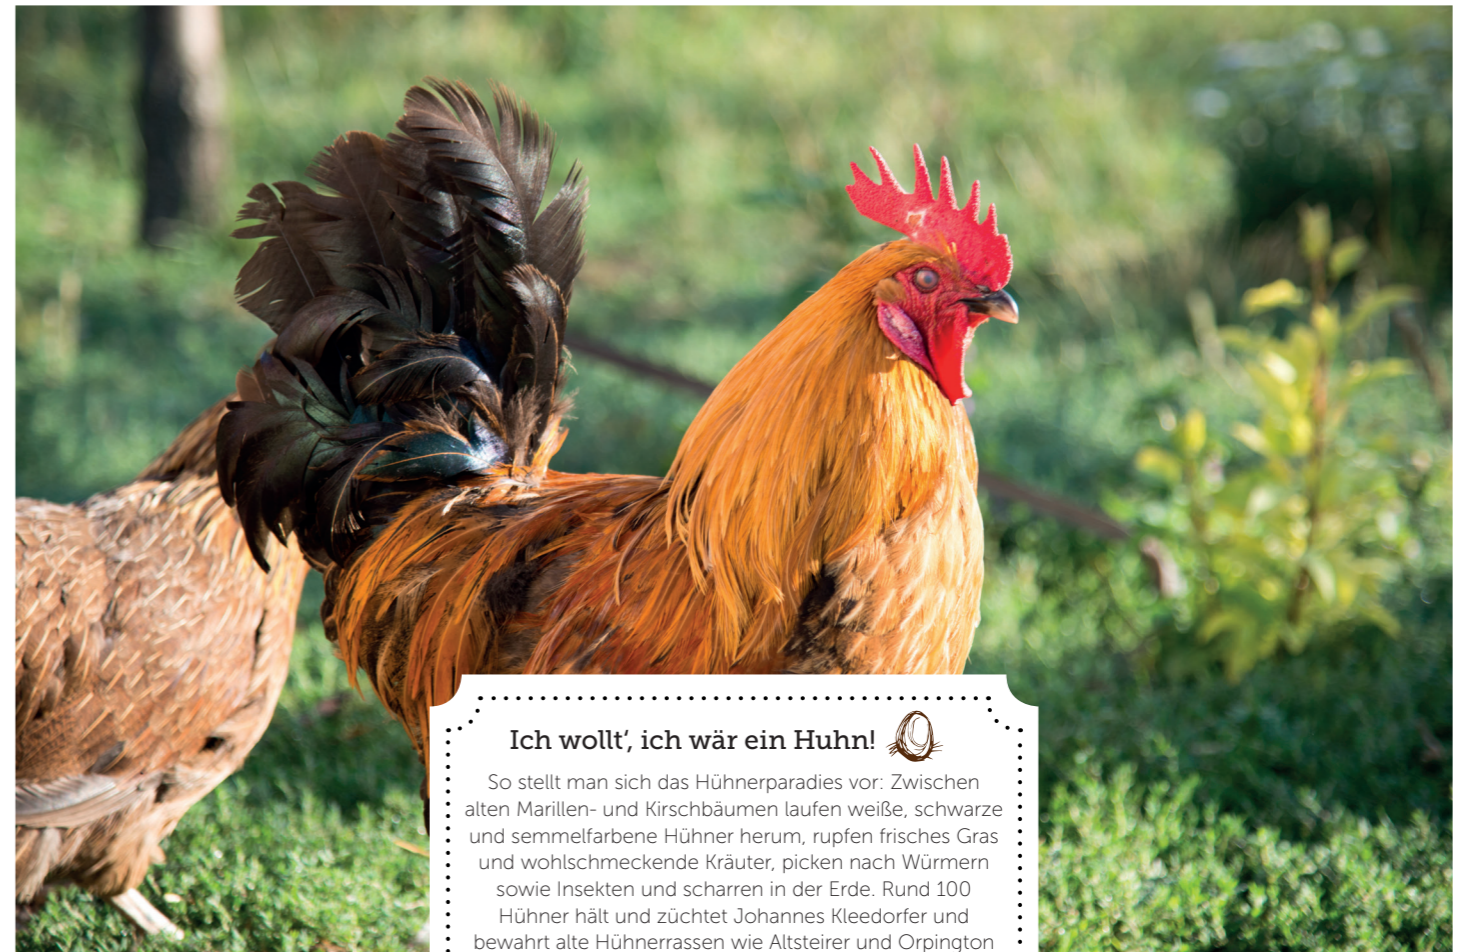 Ich wollt‘, ich wär ein Huhn!
So stellt man sich das Hühnerparadies vor: Zwischen
alten Marillen- und Kirschbäumen laufen weiße, schwarze
und semmelfarbene Hühner herum, rupfen frisches Gras
und wohlschmeckende Kräuter, picken nach Würmern
sowie Insekten und scharren in der Erde. Rund 100
Hühner hält und züchtet Johannes Kleedorfer und
bewahrt alte Hühnerrassen wie Altsteirer und Orpington